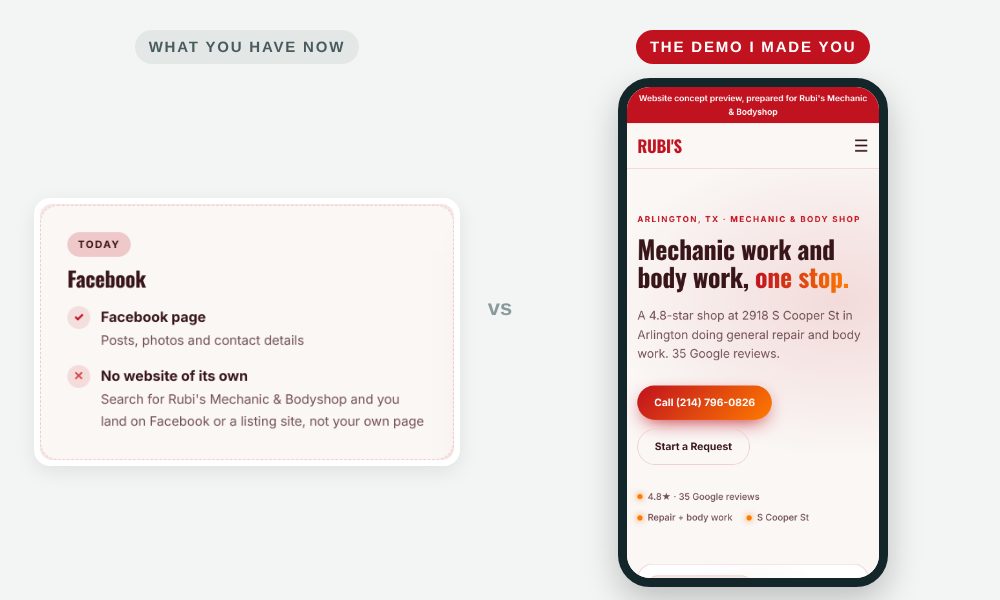 WHAT YOU HAVE NOW
TODAY
Facebook
Facebook page
Posts, photos and contact details
No website of its own
Search for Rubi's Mechanic & Bodyshop and you
land on Facebook or a listing site, not your own page
vs
THE DEMO I MADE YOU
Website concept preview, prepared for Rubi's Mechanic
& Bodyshop
RUBI'S
ARLINGTON, TX · MECHANIC & BODY SHOP
Mechanic work and
body work, one stop.
A 4.8-star shop at 2918 S Cooper St in
Arlington doing general repair and body
work. 35 Google reviews.
Call (214) 796-0826
Start a Request
4.8★ · 35 Google reviews
Repair + body work
S Cooper St